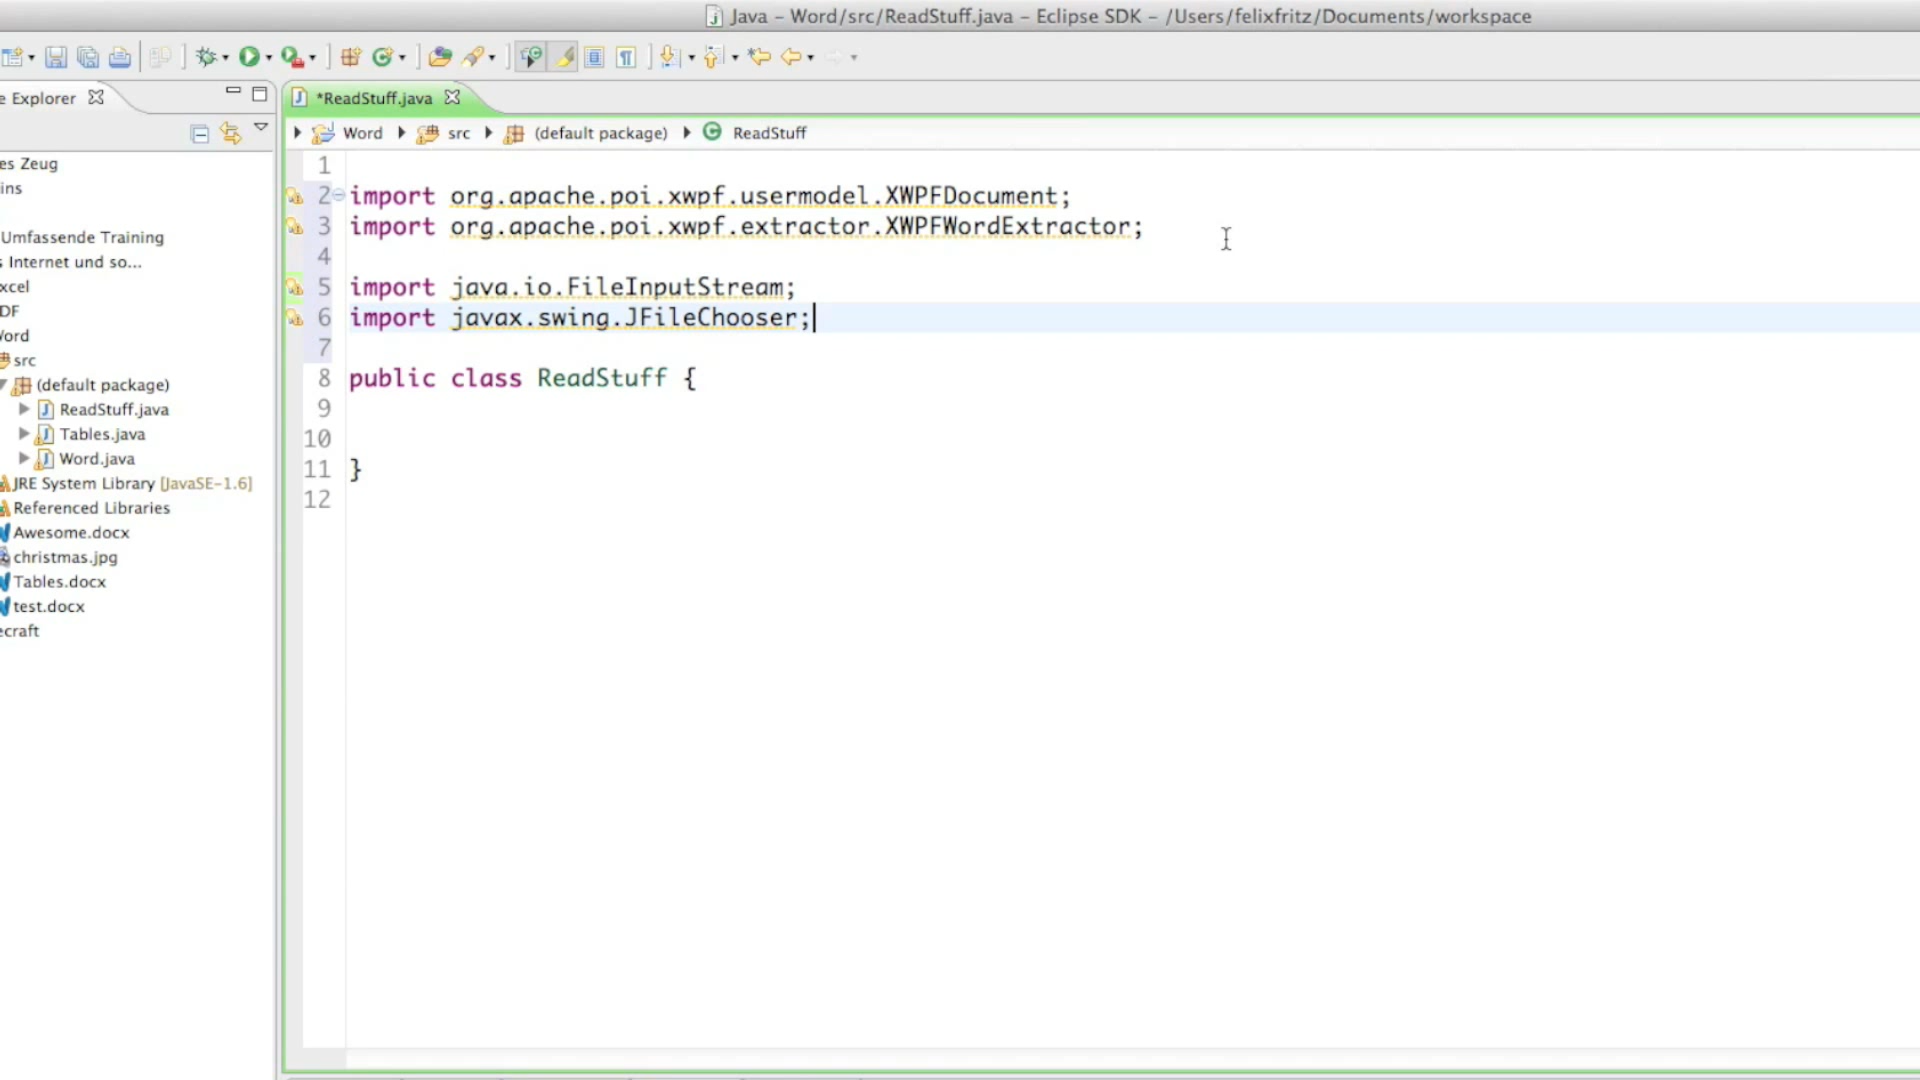 Java – Word/src/ReadStuff.java – Eclipse SDK – /Users/felixfritz/Documents/workspace
e Explorer
*ReadStuff.java
Word src (default package) ReadStuff
es Zeug
ins
Umfassende Training
s Internet und so...
xcel
DF
Word
src
(default package)
ReadStuff.java
Tables.java
Word.java
JRE System Library [JavaSE-1.6]
Referenced Libraries
Awesome.docx
christmas.jpg
Tables.docx
test.docx
ecraft
1
2 import org.apache.poi.xwpf.usermodel.XWPFDocument;
3 import org.apache.poi.xwpf.extractor.XWPFWordExtractor;
4
5 import java.io.FileInputStream;
6 import javax.swing.JFileChooser;
7
8 public class ReadStuff {
9
10
11 }
12